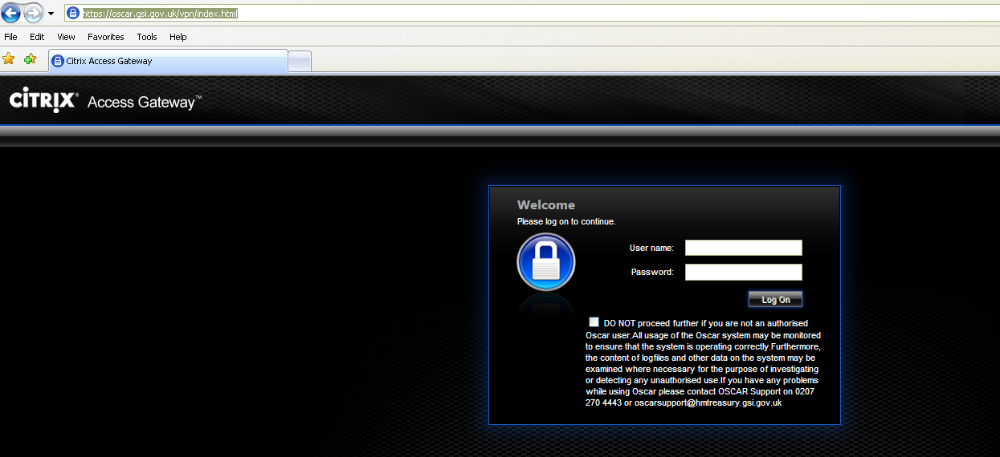 https://oscar.gsi.gov.uk/vpn/index.html
File Edit View Favorites Tools Help
Citrix Access Gateway
CİTRIX® Access Gateway™
Welcome
Please log on to continue.
User name:
Password:
Log On
DO NOT proceed further if you are not an authorised
Oscar user.All usage of the Oscar system may be monitored
to ensure that the system is operating correctly.Furthermore,
the content of logfiles and other data on the system may be
examined where necessary for the purpose of investigating
or detecting any unauthorised use.If you have any problems
while using Oscar please contact OSCAR Support on 0207
270 4443 or oscarsupport@hmtreasury.gsi.gov.uk